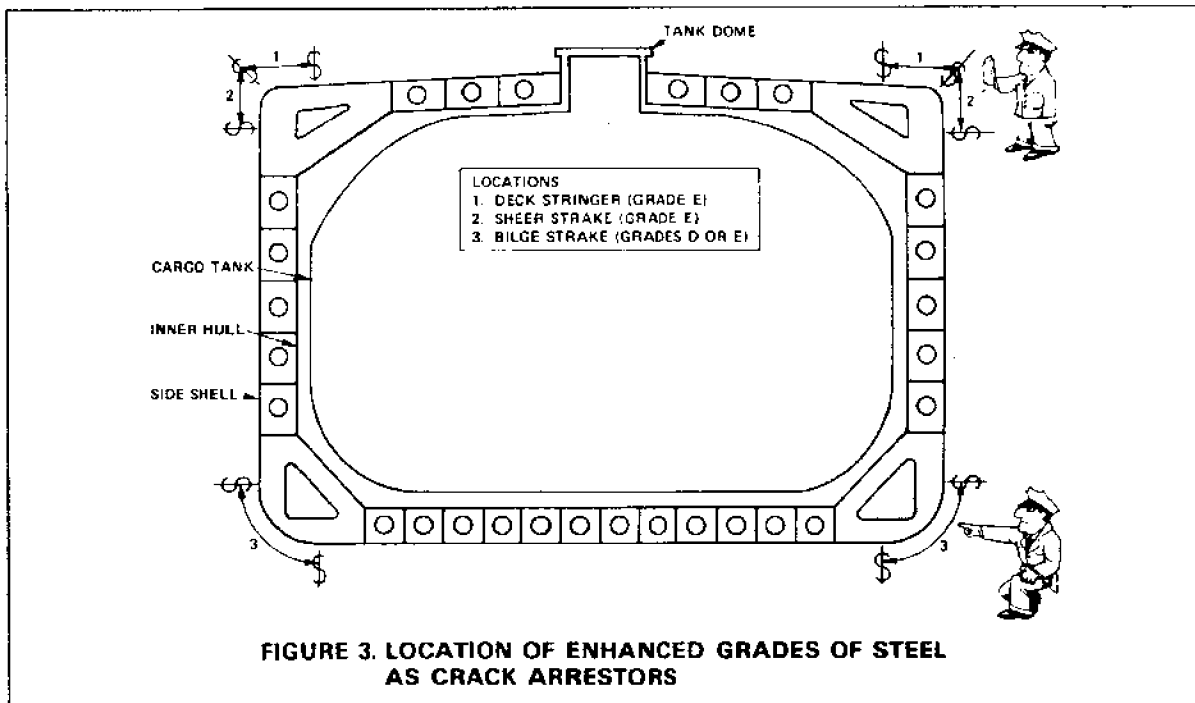 TANK DOME
1
1
2
2
LOCATIONS
1. DECK STRINGER (GRADE E)
2. SHEER STRAKE (GRADE E)
3. BILGE STRAKE (GRADES D OR E)
CARGO TANK
INNER HULL
SIDE SHELL
3
3
FIGURE 3. LOCATION OF ENHANCED GRADES OF STEEL
AS CRACK ARRESTORS